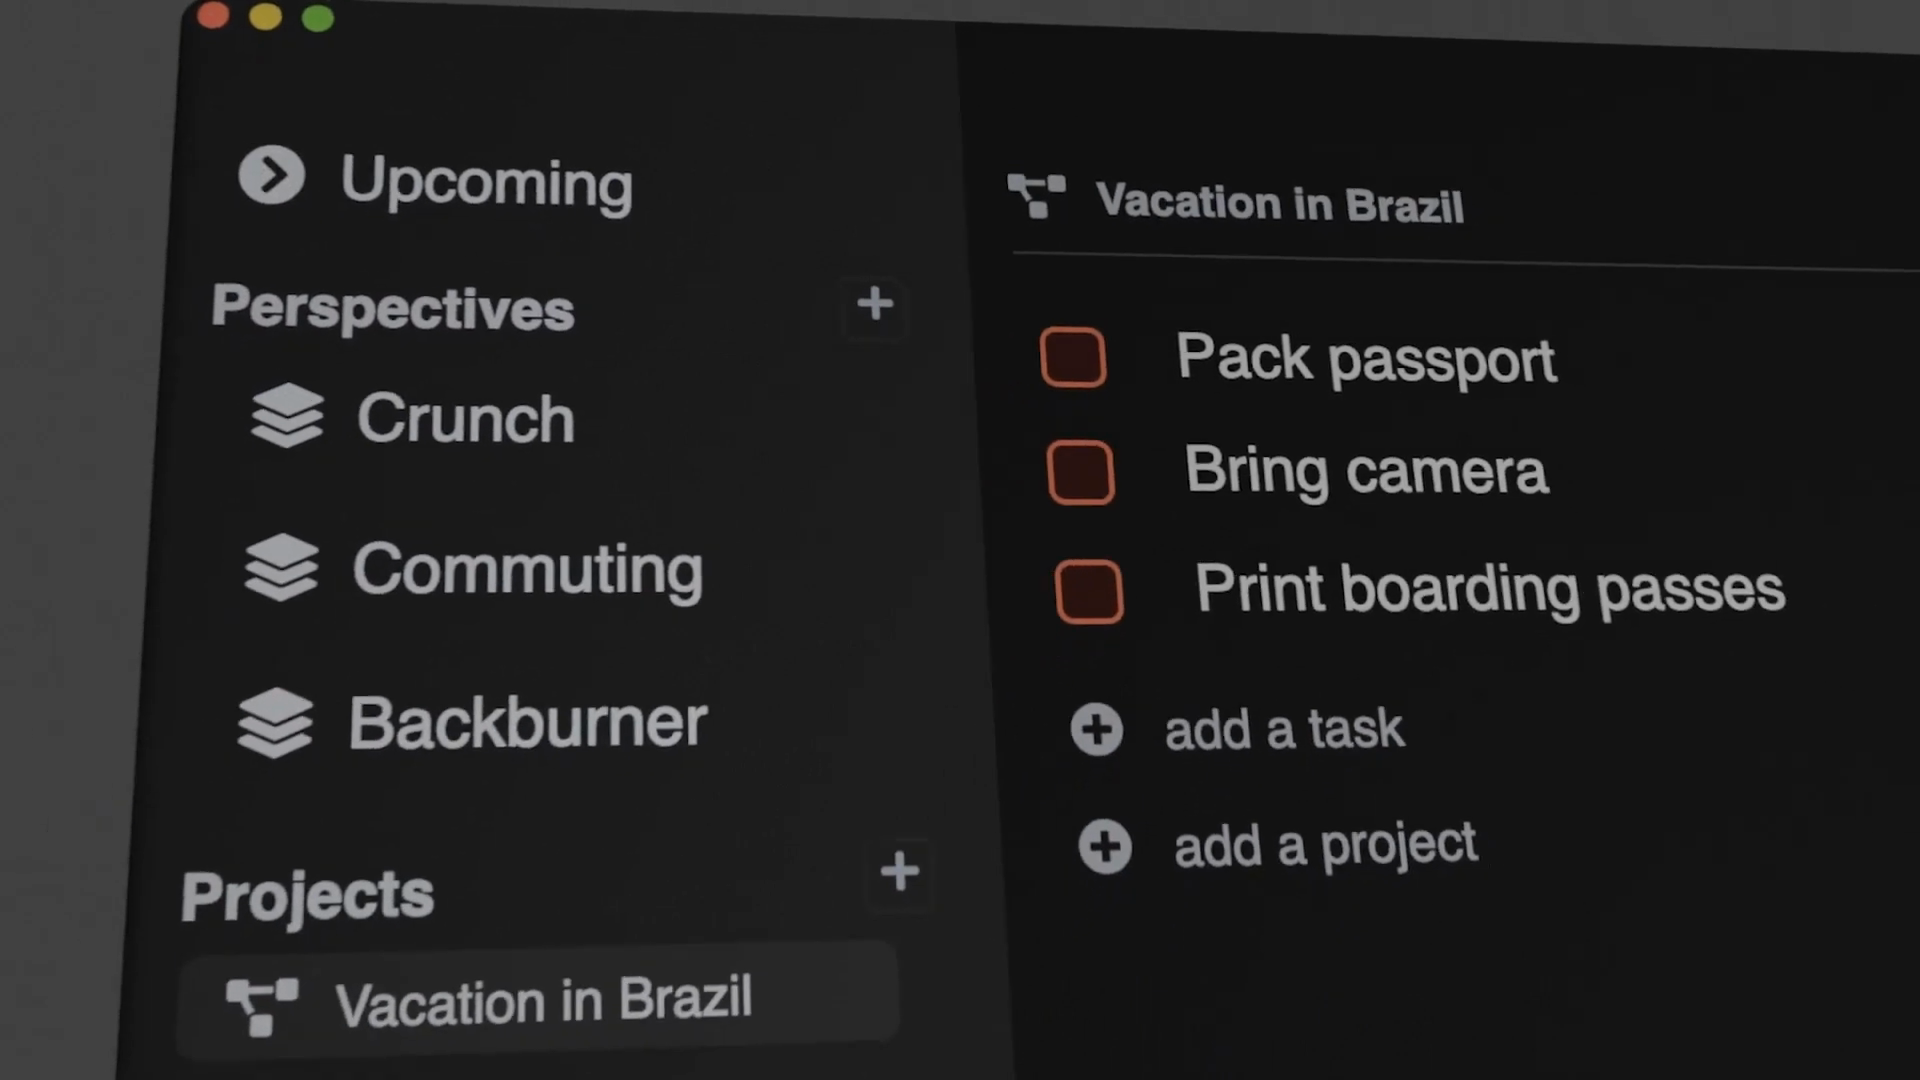 Upcoming
Perspectives
Crunch
Commuting
Backburner
Projects
Vacation in Brazil
Vacation in Brazil
Pack passport
Bring camera
Print boarding passes
add a task
add a project